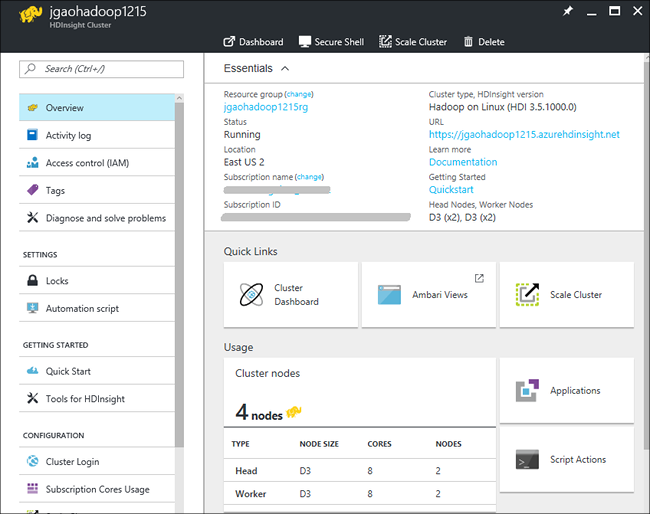 jgaohadoop1215
HDInsight Cluster
Dashboard Secure Shell Scale Cluster Delete
Search (Ctrl+/)
Overview
Activity log
Access control (IAM)
Tags
Diagnose and solve problems
SETTINGS
Locks
Automation script
GETTING STARTED
Quick Start
Tools for HDInsight
CONFIGURATION
Cluster Login
Subscription Cores Usage
Essentials
Resource group (change)
jgaohadoop1215rg
Status
Running
Location
East US 2
Subscription name (change)
Subscription ID
Cluster type, HDInsight version
Hadoop on Linux (HDI 3.5.1000.0)
URL
https://jgaohadoop1215.azurehdinsight.net
Learn more
Documentation
Getting Started
Quickstart
Head Nodes, Worker Nodes
D3 (x2), D3 (x2)
Quick Links
Cluster
Dashboard
Ambari Views
Scale Cluster
Usage
Cluster nodes
4 nodes
TYPE NODE SIZE CORES NODES
Head D3 8 2
Worker D3 8 2
Applications
Script Actions